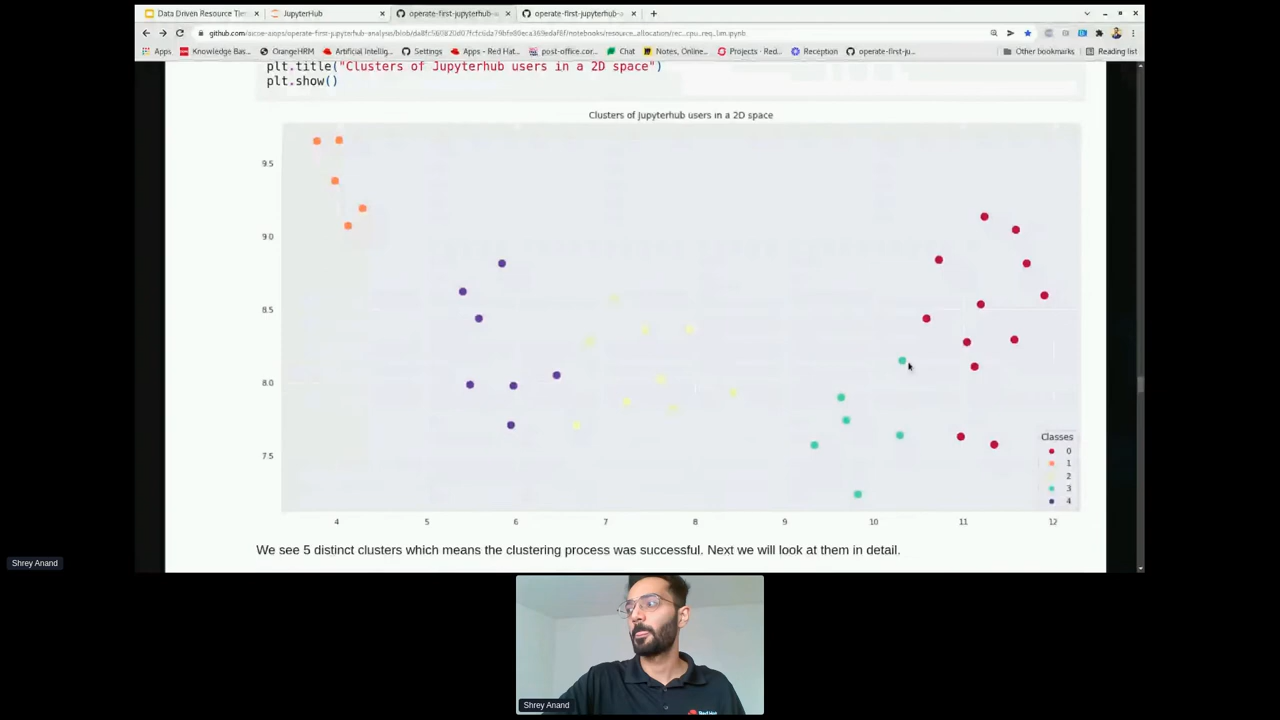 Data Driven Resource Tim
JupyterHub
operate-first-jupyterhub-a
operate-first-jupyterhub-a
Apps
Knowledge Bas...
OrangeHRM
Artificial Intellig...
Settings
Apps - Red Hat...
post-office.cor...
Chat
Notes, Online...
Projects · Red...
Reception
operate-first-ju...
Other bookmarks
Reading list
plt.title("Clusters of Jupyterhub users in a 2D space")
plt.show()
Clusters of Jupyterhub users in a 2D space
9.5
9.0
8.5
8.0
7.5
4 5 6 7 8 9 10 11 12
Classes
0
1
2
3
4
We see 5 distinct clusters which means the clustering process was successful. Next we will look at them in detail.
Shrey Anand
Shrey Anand